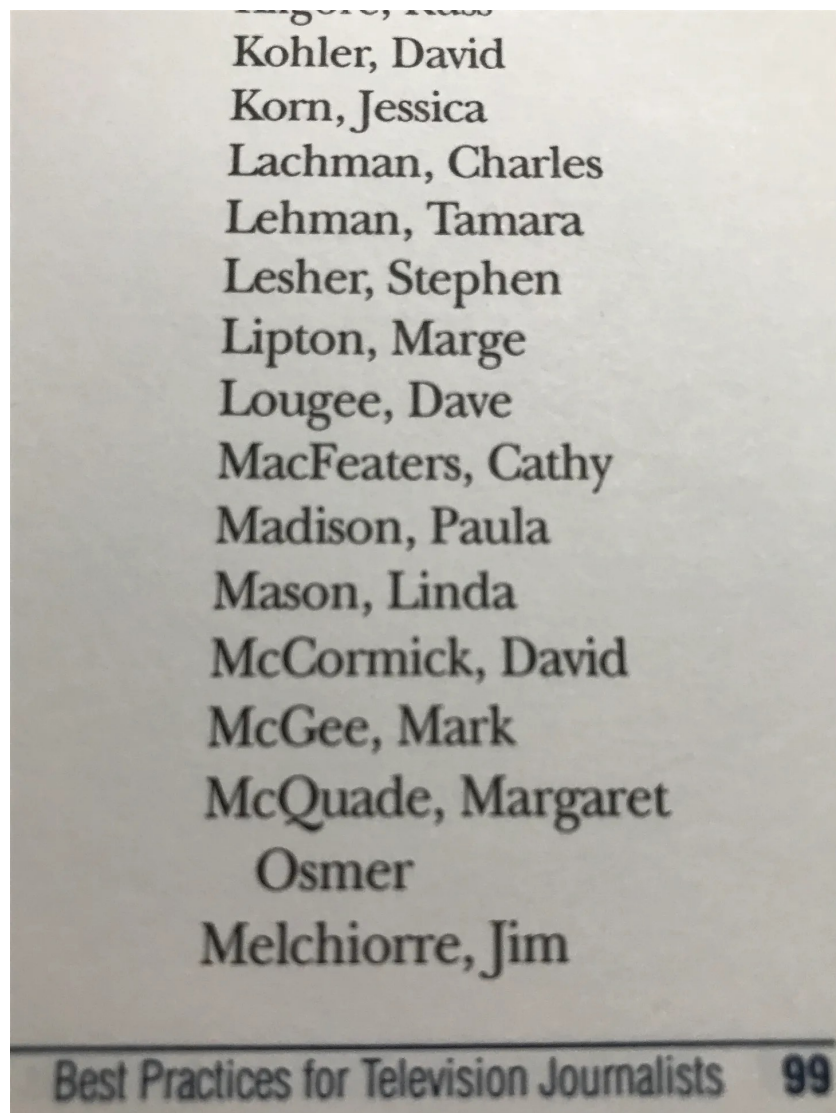 Kohler, David
Korn, Jessica
Lachman, Charles
Lehman, Tamara
Lesher, Stephen
Lipton, Marge
Lougee, Dave
MacFeaters, Cathy
Madison, Paula
Mason, Linda
McCormick, David
McGee, Mark
McQuade, Margaret
Osmer
Melchiorre, Jim
Best Practices for Television Journalists 99